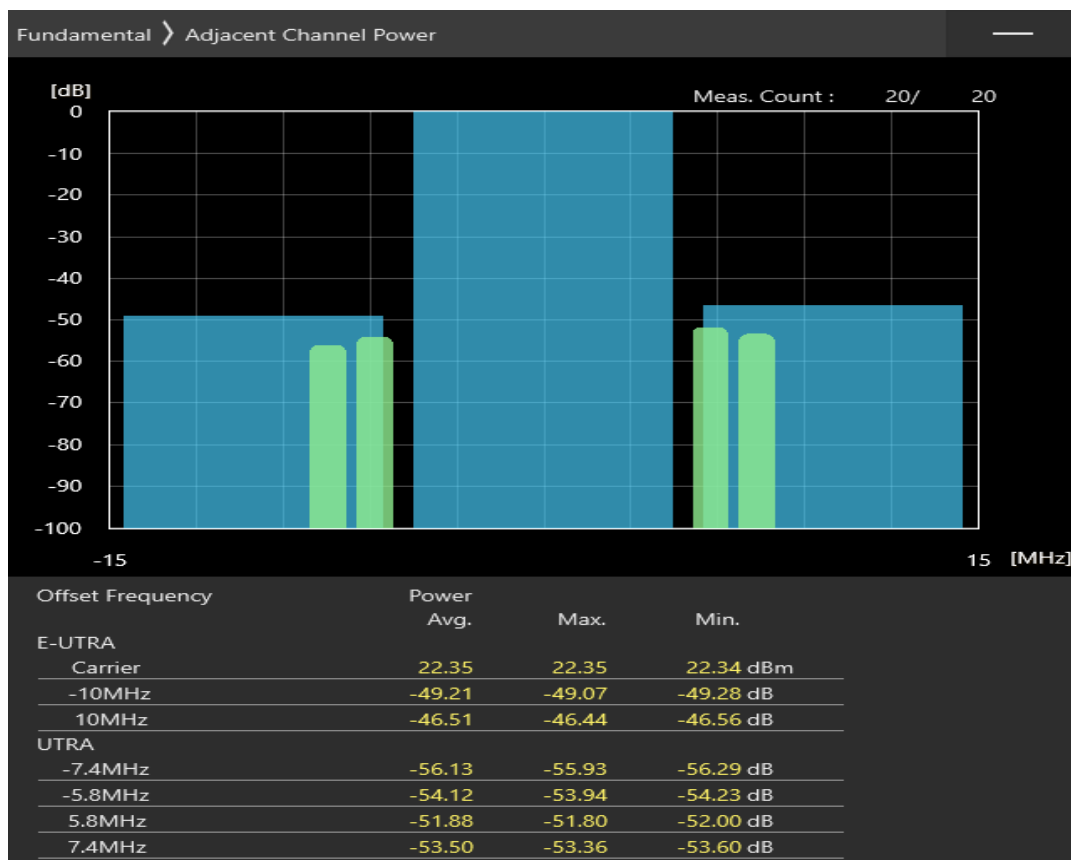 Fundamental ❯ Adjacent Channel Power
[dB]
Meas. Count : 20/ 20
0
-10
-20
-30
-40
-50
-60
-70
-80
-90
-100
-15 15 [MHz]
Offset Frequency Power
Avg. Max. Min.
E-UTRA
Carrier 22.35 22.35 22.34 dBm
-10MHz -49.21 -49.07 -49.28 dB
10MHz -46.51 -46.44 -46.56 dB
UTRA
-7.4MHz -56.13 -55.93 -56.29 dB
-5.8MHz -54.12 -53.94 -54.23 dB
5.8MHz -51.88 -51.80 -52.00 dB
7.4MHz -53.50 -53.36 -53.60 dB